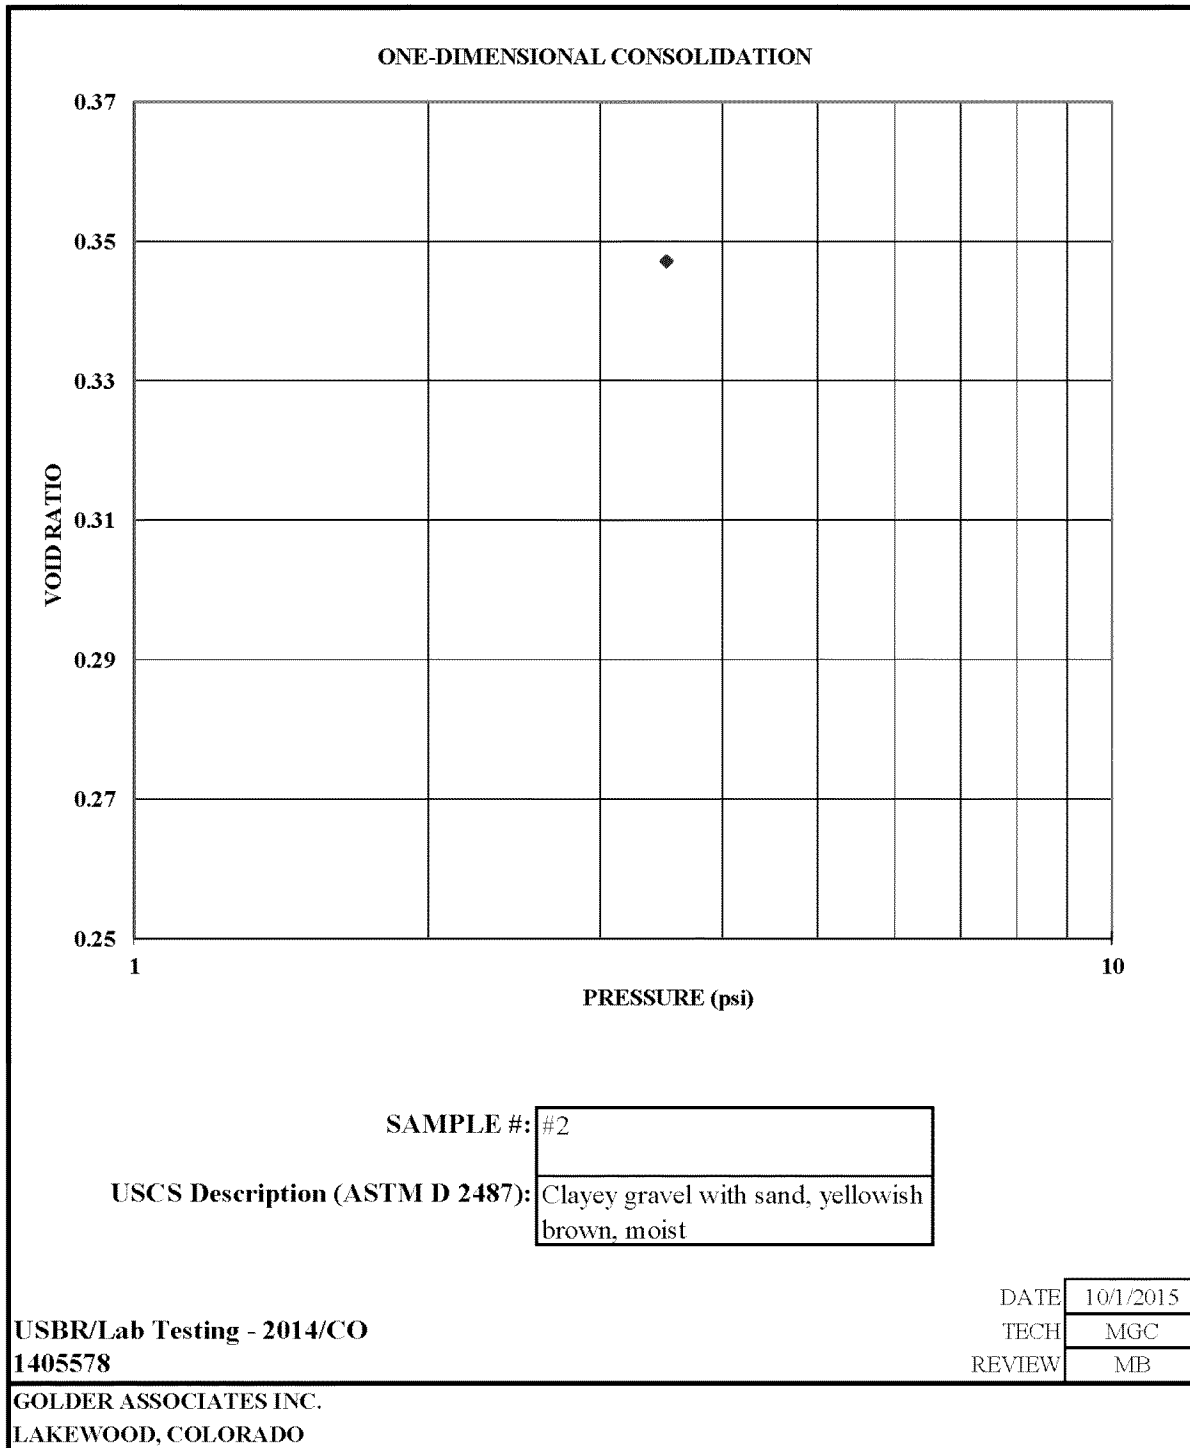 ONE-DIMENSIONAL CONSOLIDATION
0.37
0.35
0.33
0.31
0.29
0.27
0.25
VOID RATIO
1
10
PRESSURE (psi)
SAMPLE #: #2
USCS Description (ASTM D 2487): Clayey gravel with sand, yellowish
brown, moist
DATE 10/1/2015
USBR/Lab Testing - 2014/CO
TECH MGC
1405578
REVIEW MB
GOLDER ASSOCIATES INC.
LAKEWOOD, COLORADO